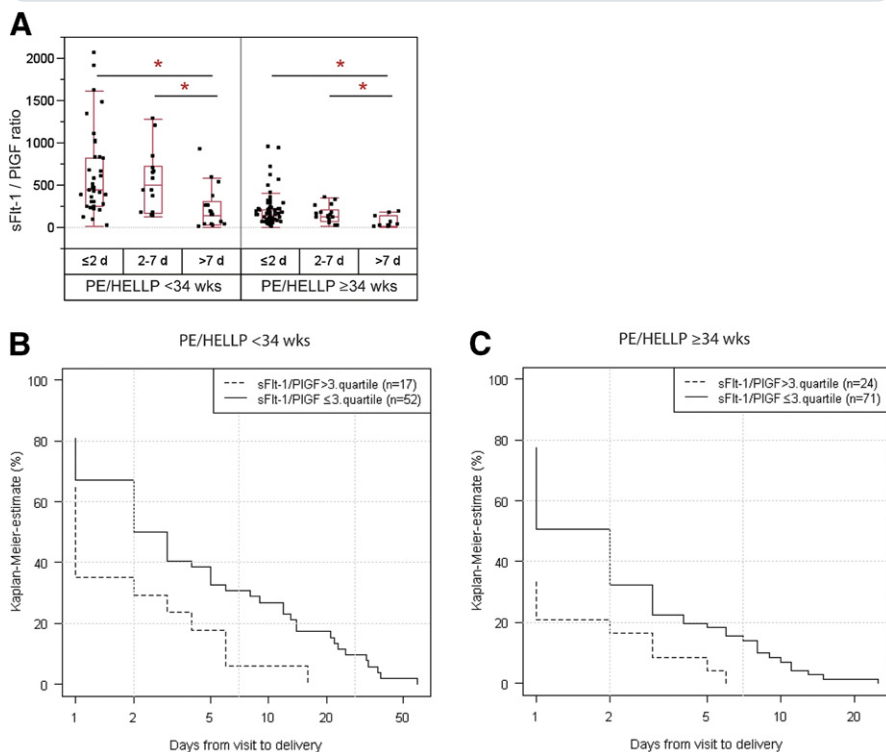 A
sFlt-1 / PlGF ratio
2000
1500
1000
500
0
* * * *
≤2 d 2-7 d >7 d ≤2 d 2-7 d >7 d
PE/HELLP <34 wks PE/HELLP ≥34 wks
B
PE/HELLP <34 wks
sFlt-1/PlGF>3.quartile (n=17)
sFlt-1/PlGF ≤3.quartile (n=52)
Kaplan-Meier-estimate (%)
100
80
60
40
20
0
1 2 5 10 20 50
Days from visit to delivery
C
PE/HELLP ≥34 wks
sFlt-1/PlGF>3.quartile (n=24)
sFlt-1/PlGF ≤3.quartile (n=71)
Kaplan-Meier-estimate (%)
100
80
60
40
20
0
1 2 5 10 20
Days from visit to delivery